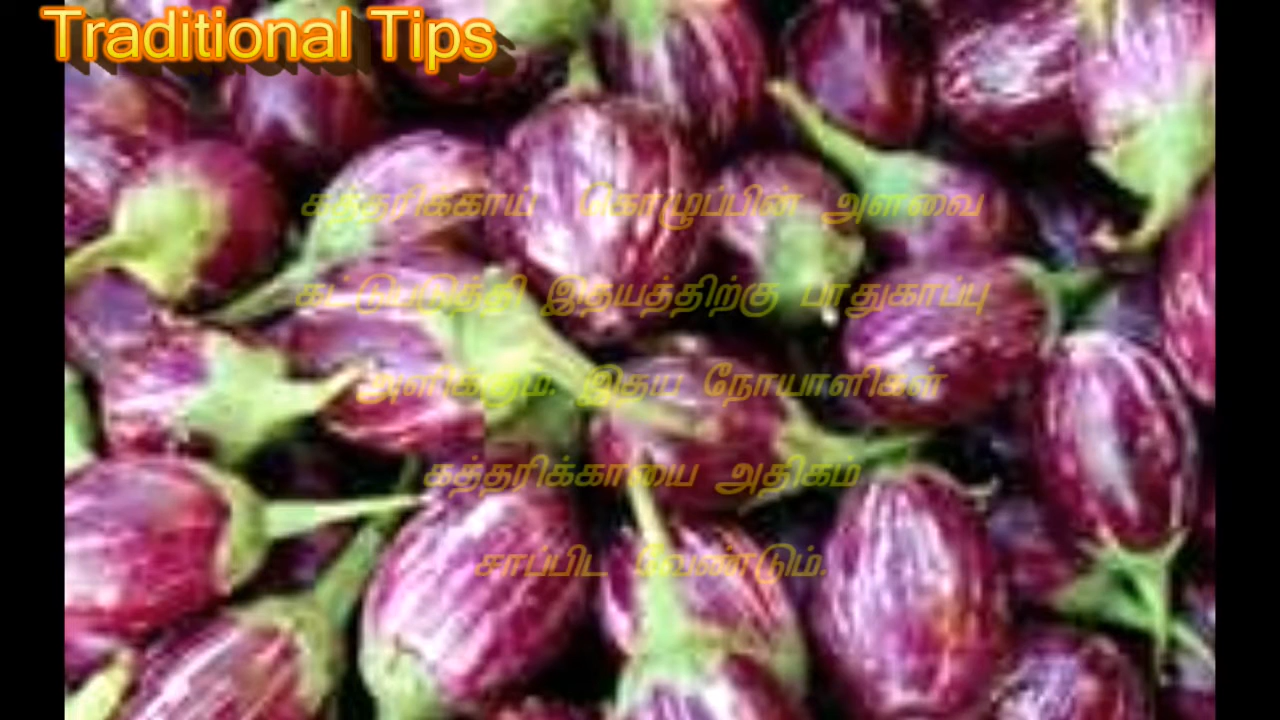 Traditional Tips
கத்தரிக்காய் கொழுப்பின் அளவை
கட்டுபடுத்தி இதயத்திற்கு பாதுகாப்பு
அளிக்கும். இதய நோயாளிகள்
கத்தரிக்காயை அதிகம்
சாப்பிட வேண்டும்.